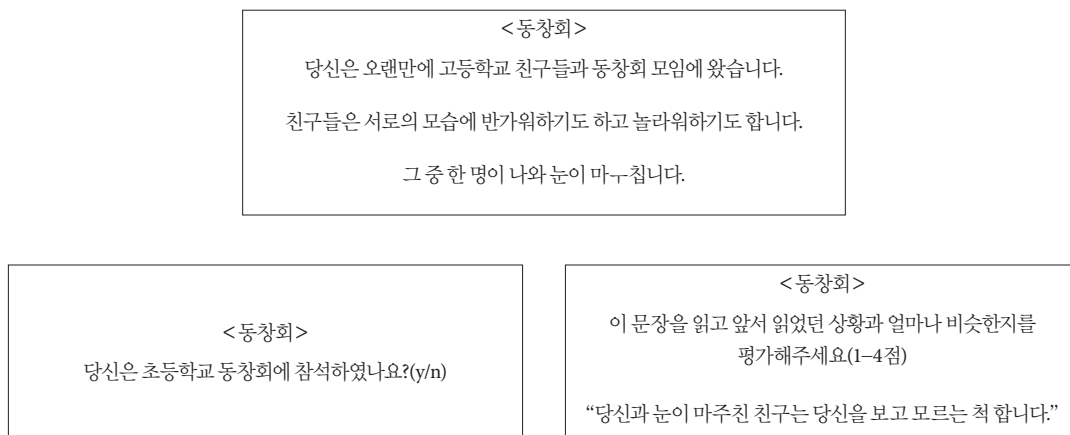 <동창회>
당신은 오랜만에 고등학교 친구들과 동창회 모임에 왔습니다.
친구들은 서로의 모습에 반가워하기도 하고 놀라워하기도 합니다.
그 중 한 명이 나와 눈이 마ㅜ칩니다.
<동창회>
당신은 초등학교 동창회에 참석하였나요?(y/n)
<동창회>
이 문장을 읽고 앞서 읽었던 상황과 얼마나 비슷한지를
평가해주세요(1–4점)
“당신과 눈이 마주친 친구는 당신을 보고 모르는 척 합니다.”